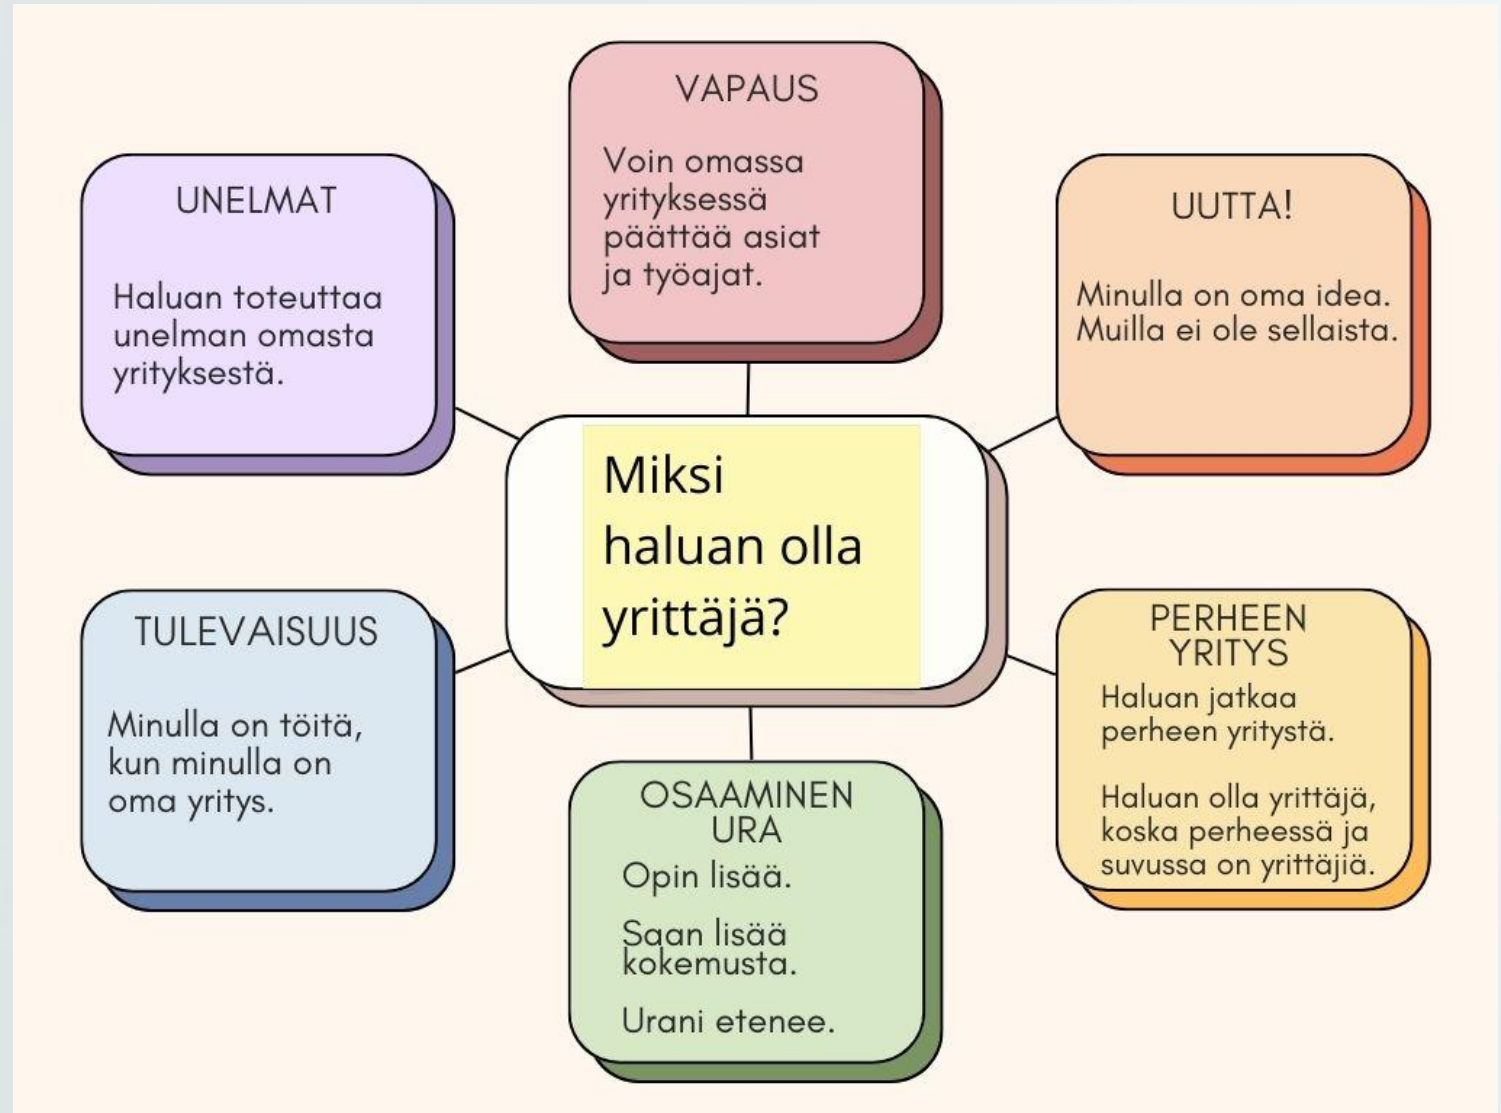 VAPAUS
Voin omassa
yrityksessä
päättää asiat
ja työajat.
UNELMAT
Haluan toteuttaa
unelman omasta
yrityksestä.
UUTTA!
Minulla on oma idea.
Muilla ei ole sellaista.
Miksi
haluan olla
yrittäjä?
TULEVAISUUS
Minulla on töitä,
kun minulla on
oma yritys.
PERHEEN
YRITYS
Haluan jatkaa
perheen yritystä.
Haluan olla yrittäjä,
koska perheessä ja
suvussa on yrittäjiä.
OSAAMINEN
URA
Opin lisää.
Saan lisää
kokemusta.
Urani etenee.